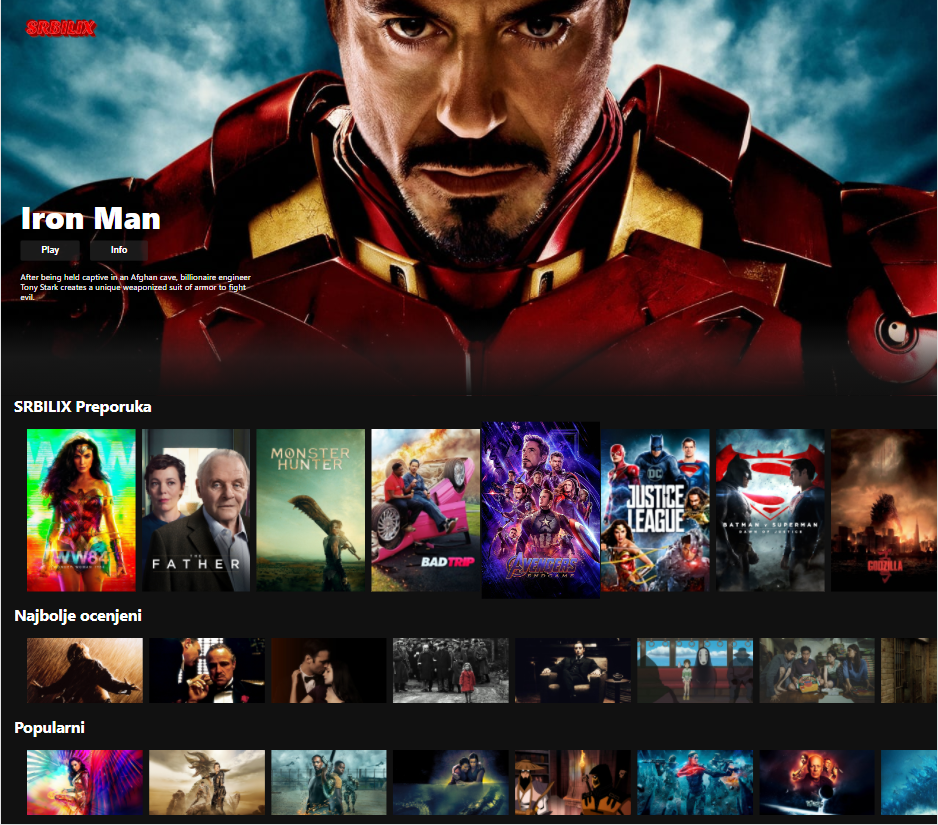 SRBILIX
Iron Man
Play
Info
After being held captive in an Afghan cave, billionaire engineer
Tony Stark creates a unique weaponized suit of armor to fight
evil.
SRBILIX Preporuka
WW84
THE
FATHER
MONSTER
HUNTER
BAD TRIP
AVENGERS
ENDGAME
DC
JUSTICE
LEAGUE
BATMAN v SUPERMAN
DAWN OF JUSTICE
GODZILLA
Najbolje ocenjeni
Popularni